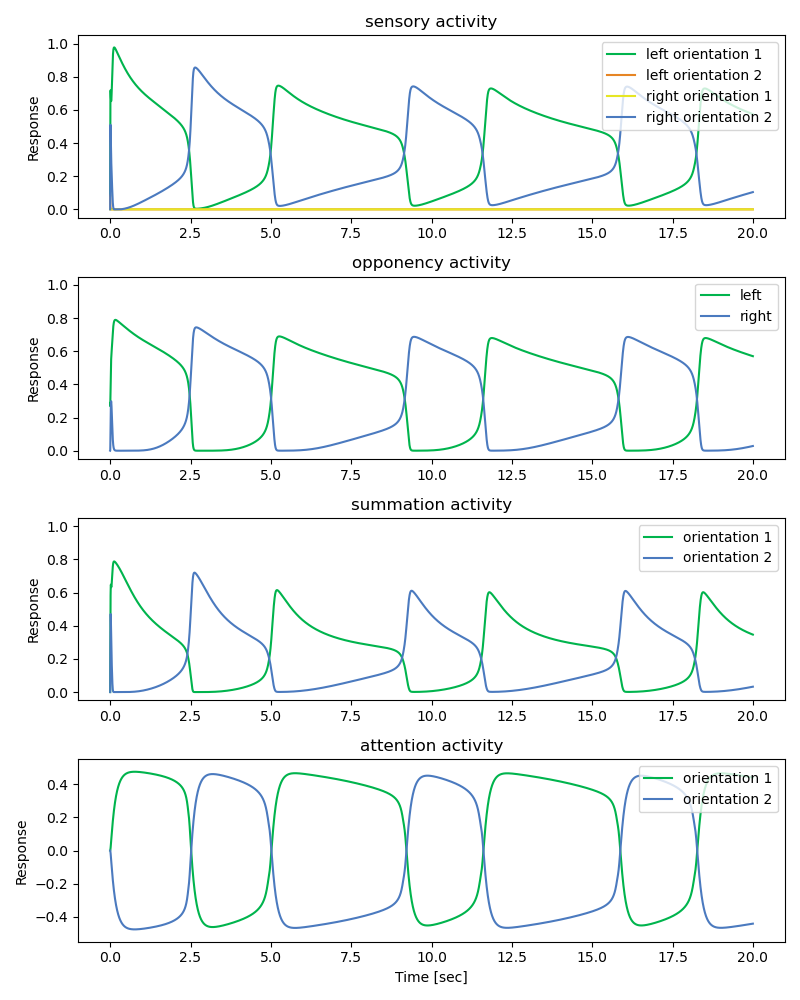 sensory activity
1.0
0.8
0.6
0.4
0.2
0.0
Response
left orientation 1
left orientation 2
right orientation 1
right orientation 2
0.0 2.5 5.0 7.5 10.0 12.5 15.0 17.5 20.0
opponency activity
1.0
0.8
0.6
0.4
0.2
0.0
Response
left
right
0.0 2.5 5.0 7.5 10.0 12.5 15.0 17.5 20.0
summation activity
1.0
0.8
0.6
0.4
0.2
0.0
Response
orientation 1
orientation 2
0.0 2.5 5.0 7.5 10.0 12.5 15.0 17.5 20.0
attention activity
0.4
0.2
0.0
−0.2
−0.4
Response
orientation 1
orientation 2
0.0 2.5 5.0 7.5 10.0 12.5 15.0 17.5 20.0
Time [sec]